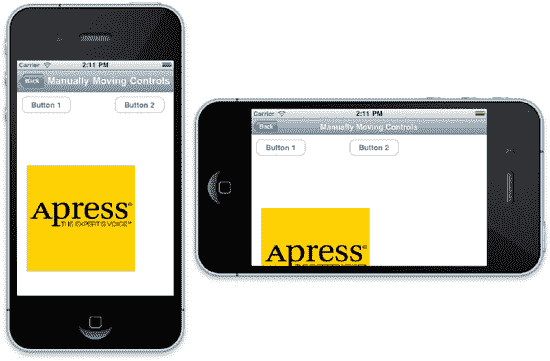 Carrier 2:11 PM
Back Manually Moving Controls
Button 1 Button 2
Apress®
THE EXPERT'S VOICE™
Carrier 2:11 PM
Back Manually Moving Controls
Button 1 Button 2
Apress®